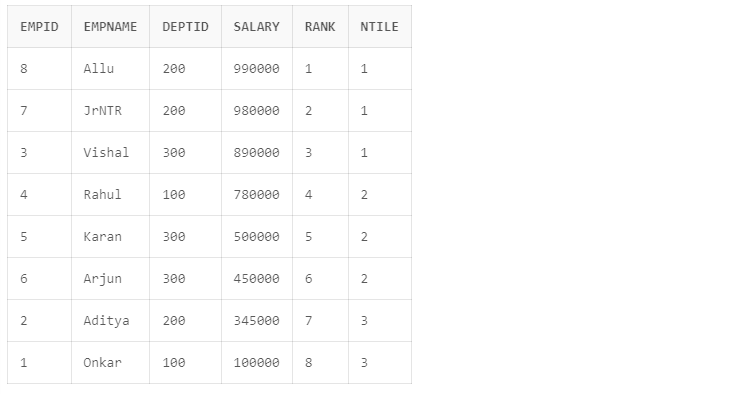 EMPID EMPNAME DEPTID SALARY RANK NTILE
8 Allu 200 990000 1 1
7 JrNTR 200 980000 2 1
3 Vishal 300 890000 3 1
4 Rahul 100 780000 4 2
5 Karan 300 500000 5 2
6 Arjun 300 450000 6 2
2 Aditya 200 345000 7 3
1 Onkar 100 100000 8 3